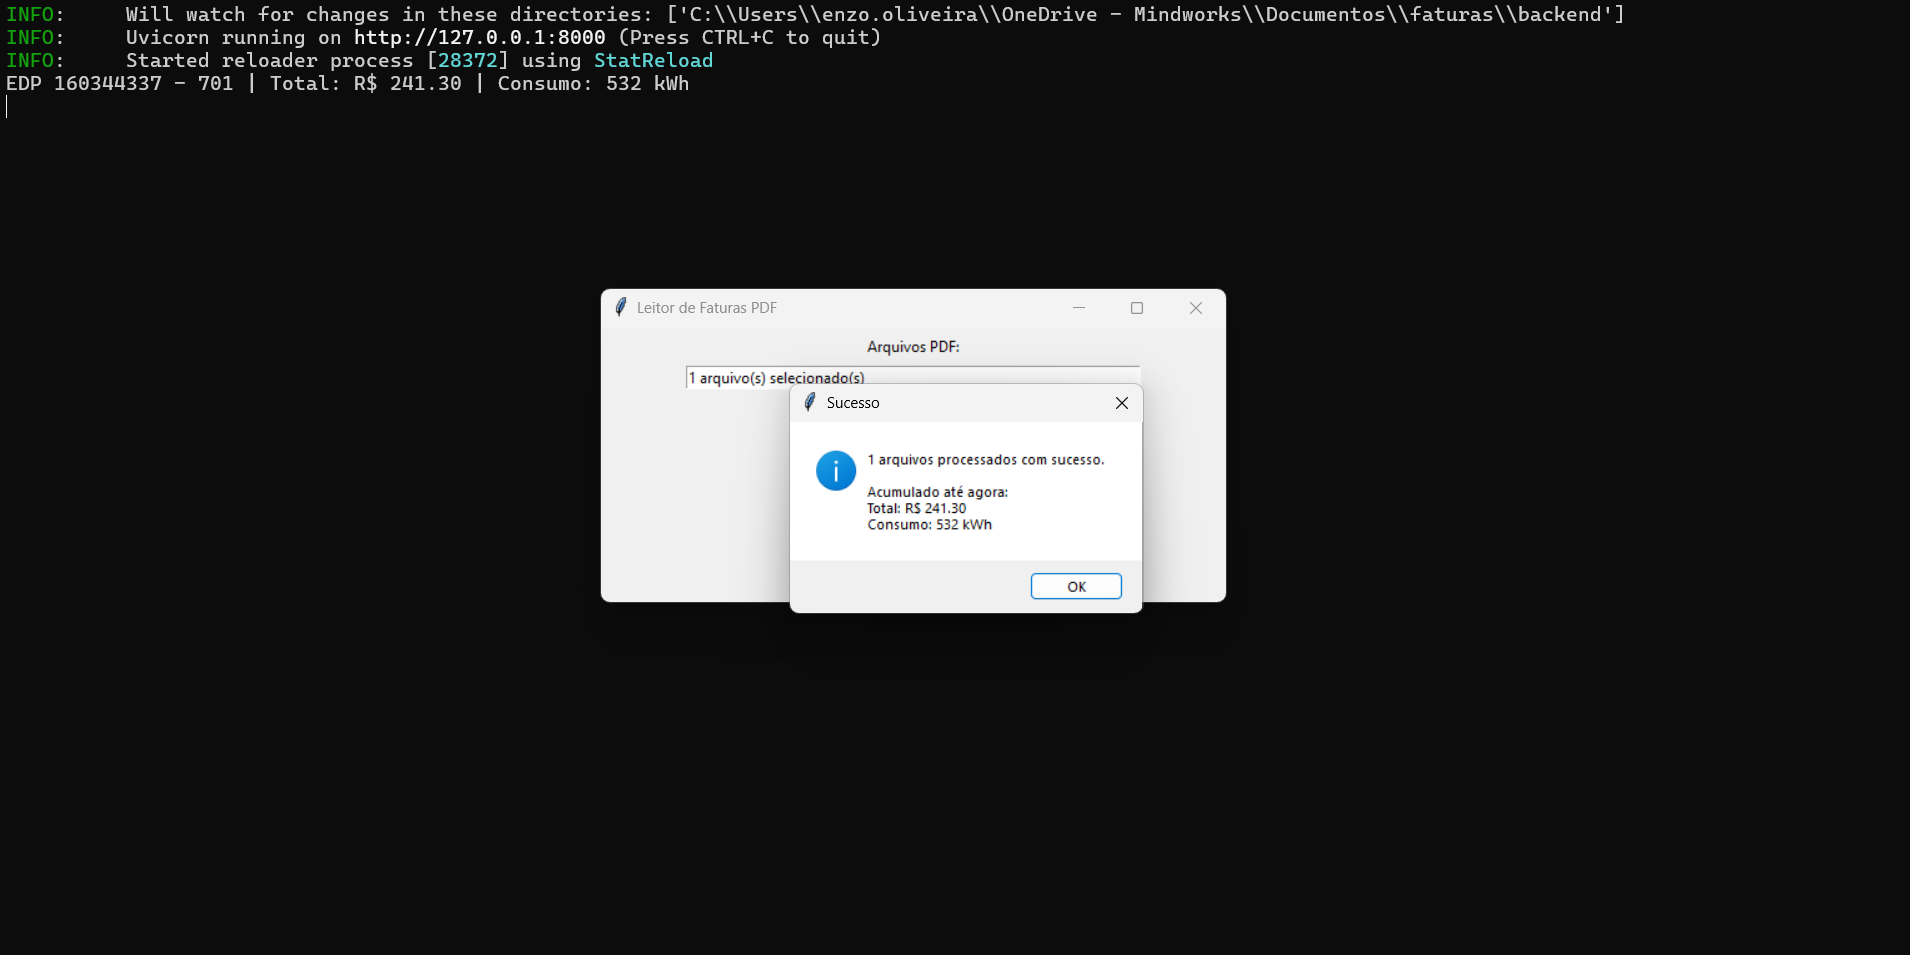 INFO:     Will watch for changes in these directories: ['C:\\Users\\enzo.oliveira\\OneDrive - Mindworks\\Documentos\\faturas\\backend']
INFO:     Uvicorn running on http://127.0.0.1:8000 (Press CTRL+C to quit)
INFO:     Started reloader process [28372] using StatReload
EDP 160344337 - 701 | Total: R$ 241.30 | Consumo: 532 kWh
Leitor de Faturas PDF
Arquivos PDF:
1 arquivo(s) selecionado(s)
Sucesso
1 arquivos processados com sucesso.
Acumulado até agora:
Total: R$ 241.30
Consumo: 532 kWh
OK